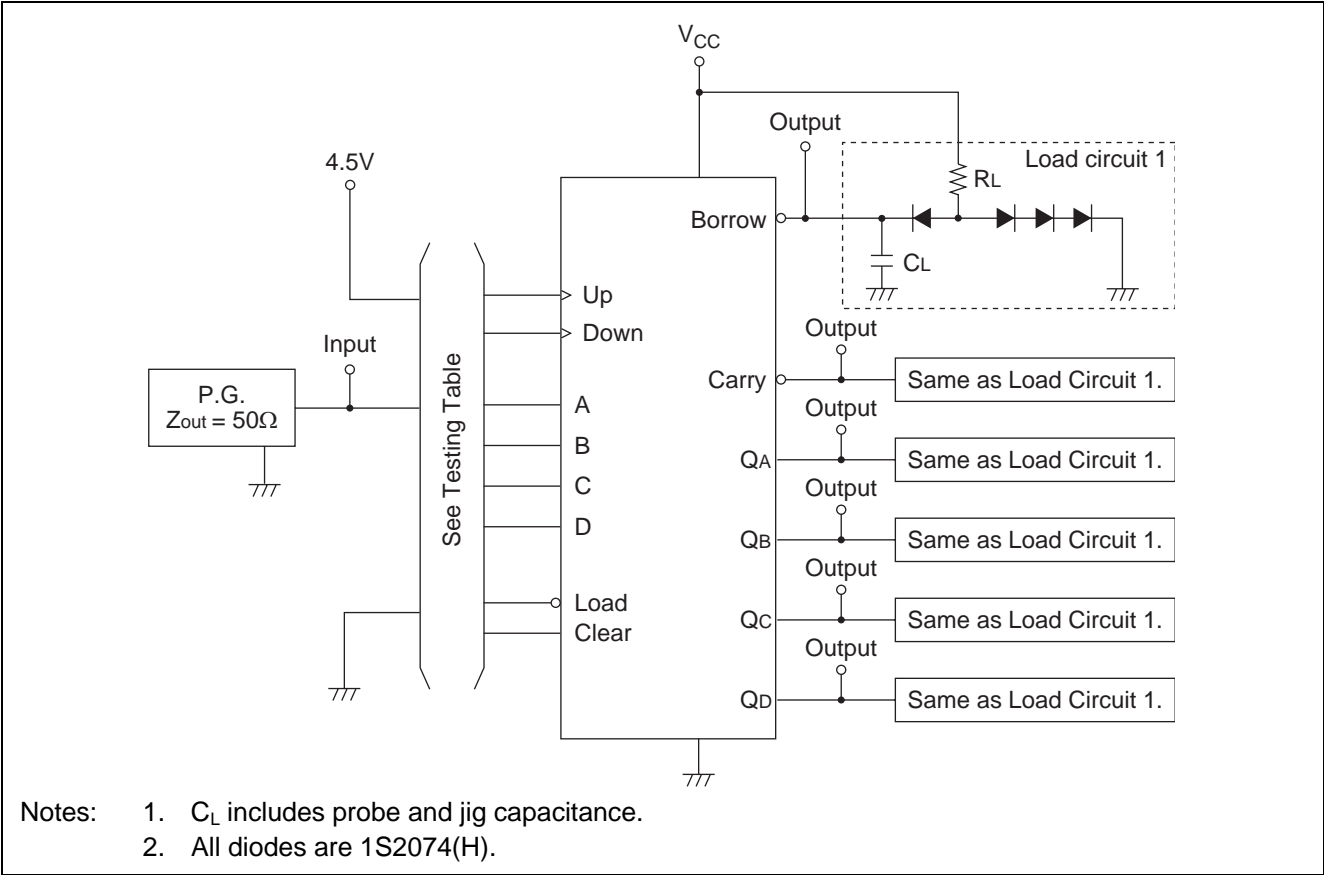 VCC
Output
4.5V
Load circuit 1
RL
Borrow
CL
Up
Down
Input
Output
P.G.
Zout = 50Ω
See Testing Table
Carry
Same as Load Circuit 1.
A
Output
B
QA
Same as Load Circuit 1.
C
Output
D
QB
Same as Load Circuit 1.
Output
Load
QC
Same as Load Circuit 1.
Clear
Output
QD
Same as Load Circuit 1.
Notes: 1. CL includes probe and jig capacitance.
2. All diodes are 1S2074(H).